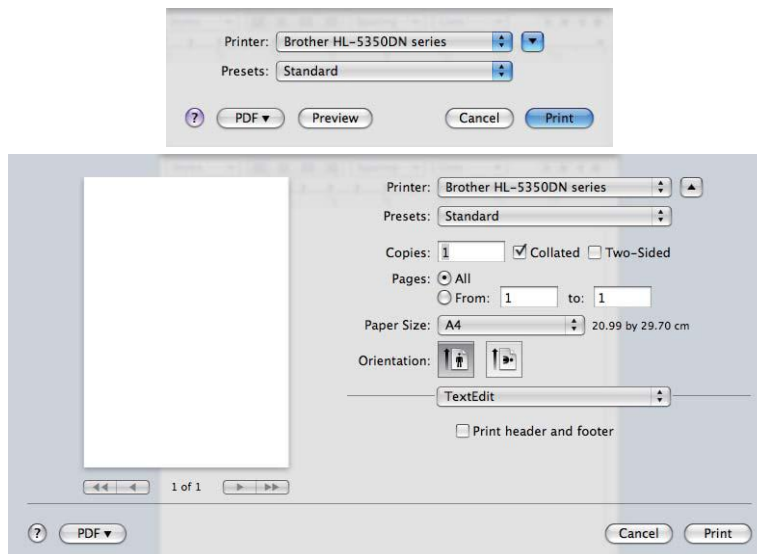 Printer: Brother HL-5350DN series
Presets: Standard
? PDF Preview Cancel Print
Printer: Brother HL-5350DN series
Presets: Standard
Copies: 1 Collated Two-Sided
Pages: All
From: 1 to: 1
Paper Size: A4 20.99 by 29.70 cm
Orientation:
TextEdit
Print header and footer
1 of 1
? PDF Cancel Print